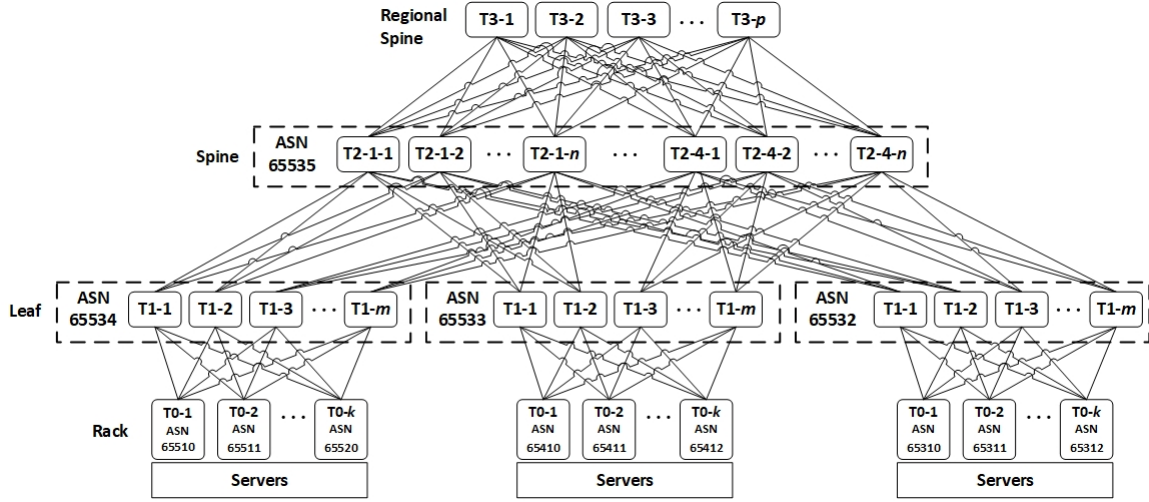 Regional
Spine
T3-1 T3-2 T3-3 ... T3-p
Spine
ASN
65535
T2-1-1 T2-1-2 ... T2-1-n ... T2-4-1 T2-4-2 ... T2-4-n
Leaf
ASN
65534
T1-1 T1-2 T1-3 ... T1-m
ASN
65533
T1-1 T1-2 T1-3 ... T1-m
ASN
65532
T1-1 T1-2 T1-3 ... T1-m
Rack
T0-1
ASN
65510
T0-2
ASN
65511
...
T0-k
ASN
65520
T0-1
ASN
65410
T0-2
ASN
65411
...
T0-k
ASN
65412
T0-1
ASN
65310
T0-2
ASN
65311
...
T0-k
ASN
65312
Servers
Servers
Servers